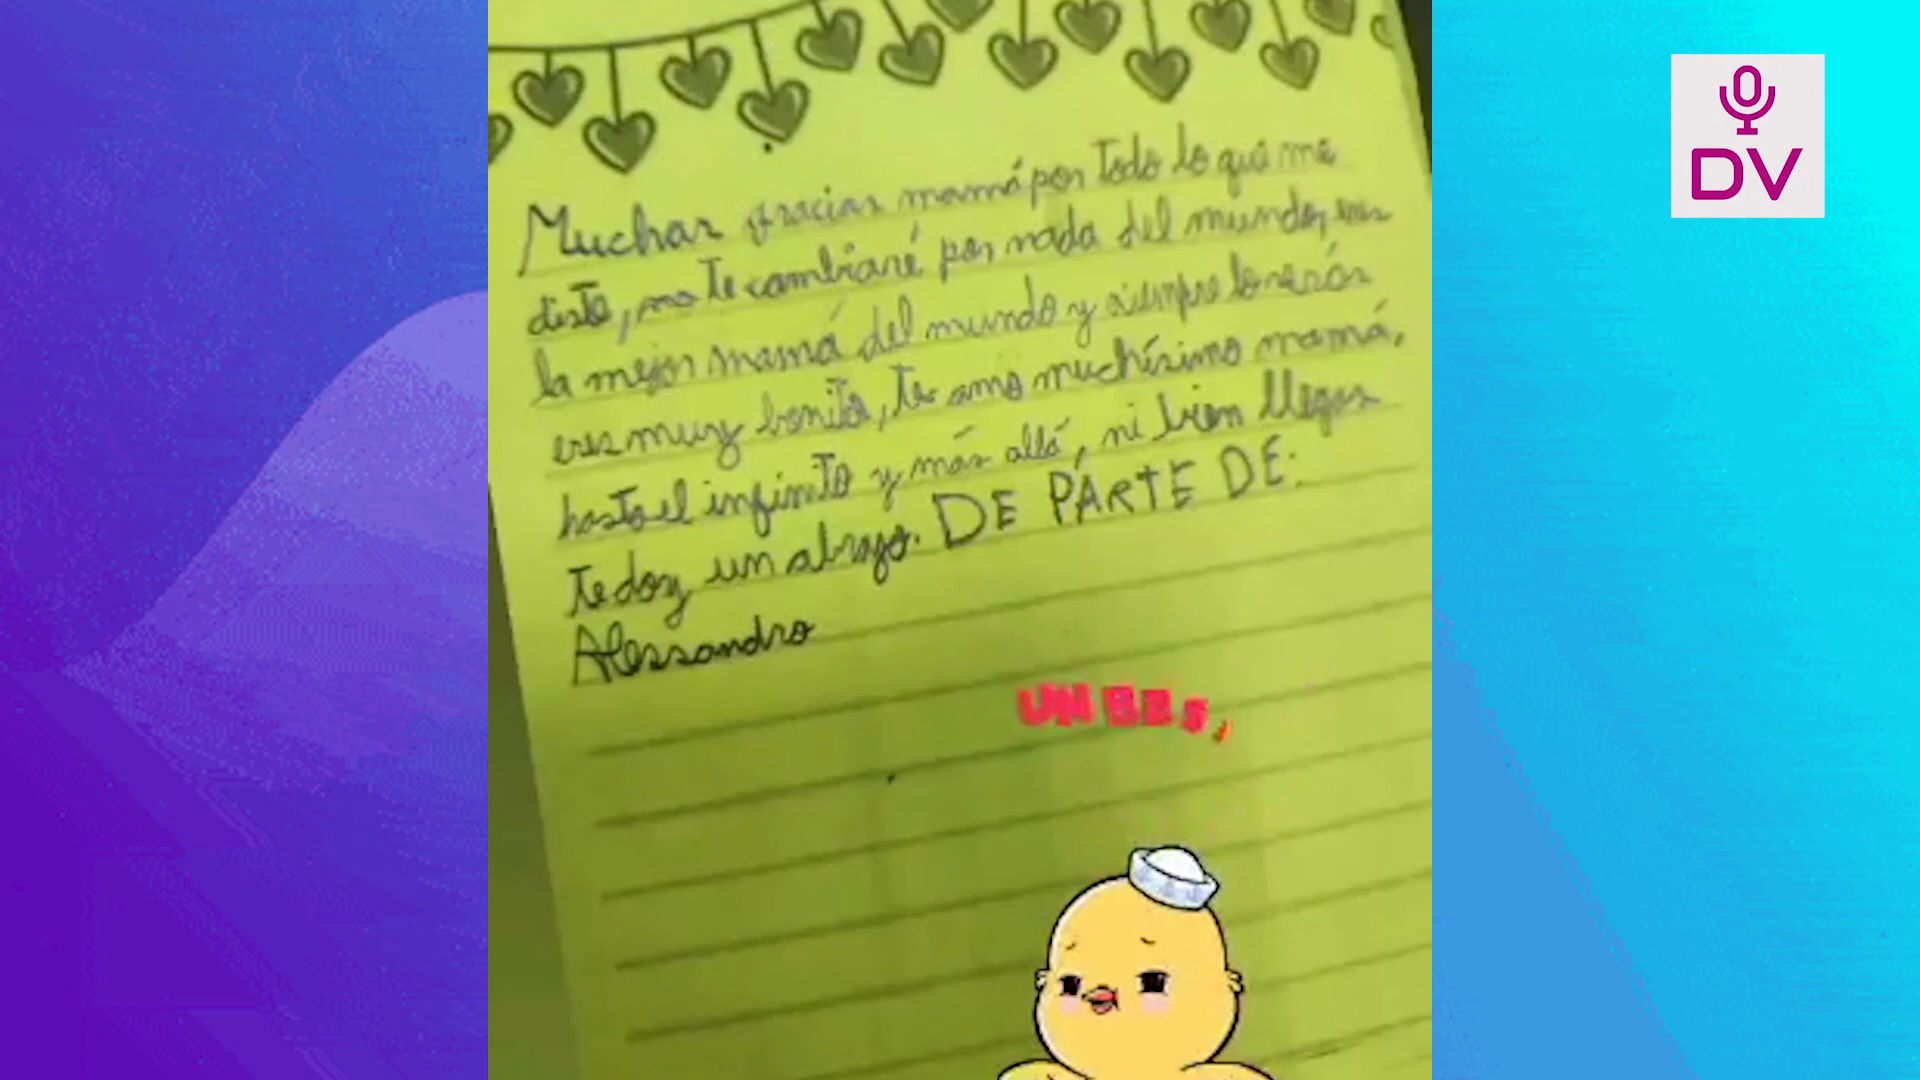 DV
Muchas gracias mamá por todo lo que me
diste, no te cambiaré por nada del mundo, eres
la mejor mamá del mundo y siempre lo serás
eres muy bonita, te amo muchísimo mamá,
hasta el infinito y más allá, ni bien llegas
te doy un abrazo. DE PARTE DE:
Alessandro
UN BES